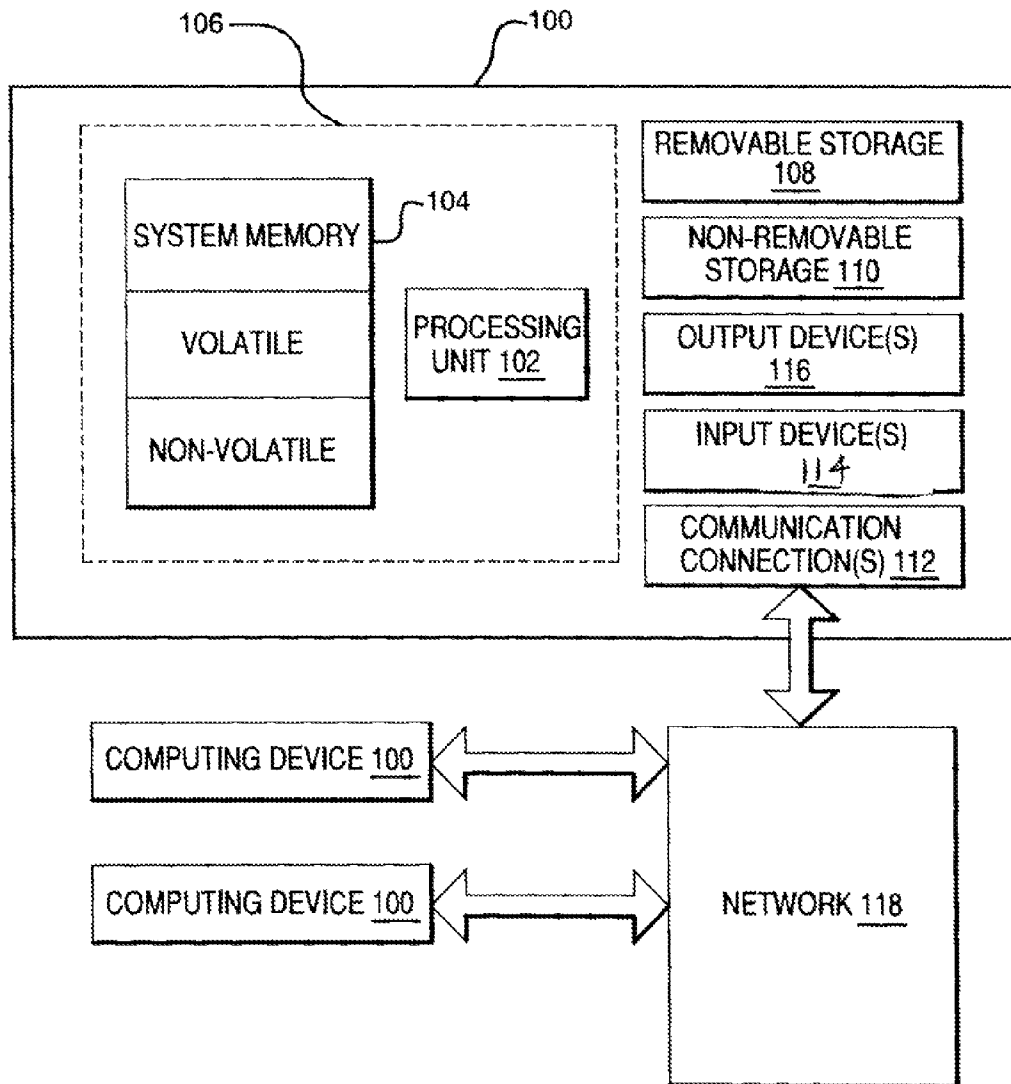 106
100
SYSTEM MEMORY
104
VOLATILE
NON-VOLATILE
PROCESSING
UNIT 102
REMOVABLE STORAGE
108
NON-REMOVABLE
STORAGE 110
OUTPUT DEVICE(S)
116
INPUT DEVICE(S)
114
COMMUNICATION
CONNECTION(S) 112
COMPUTING DEVICE 100
COMPUTING DEVICE 100
NETWORK 118